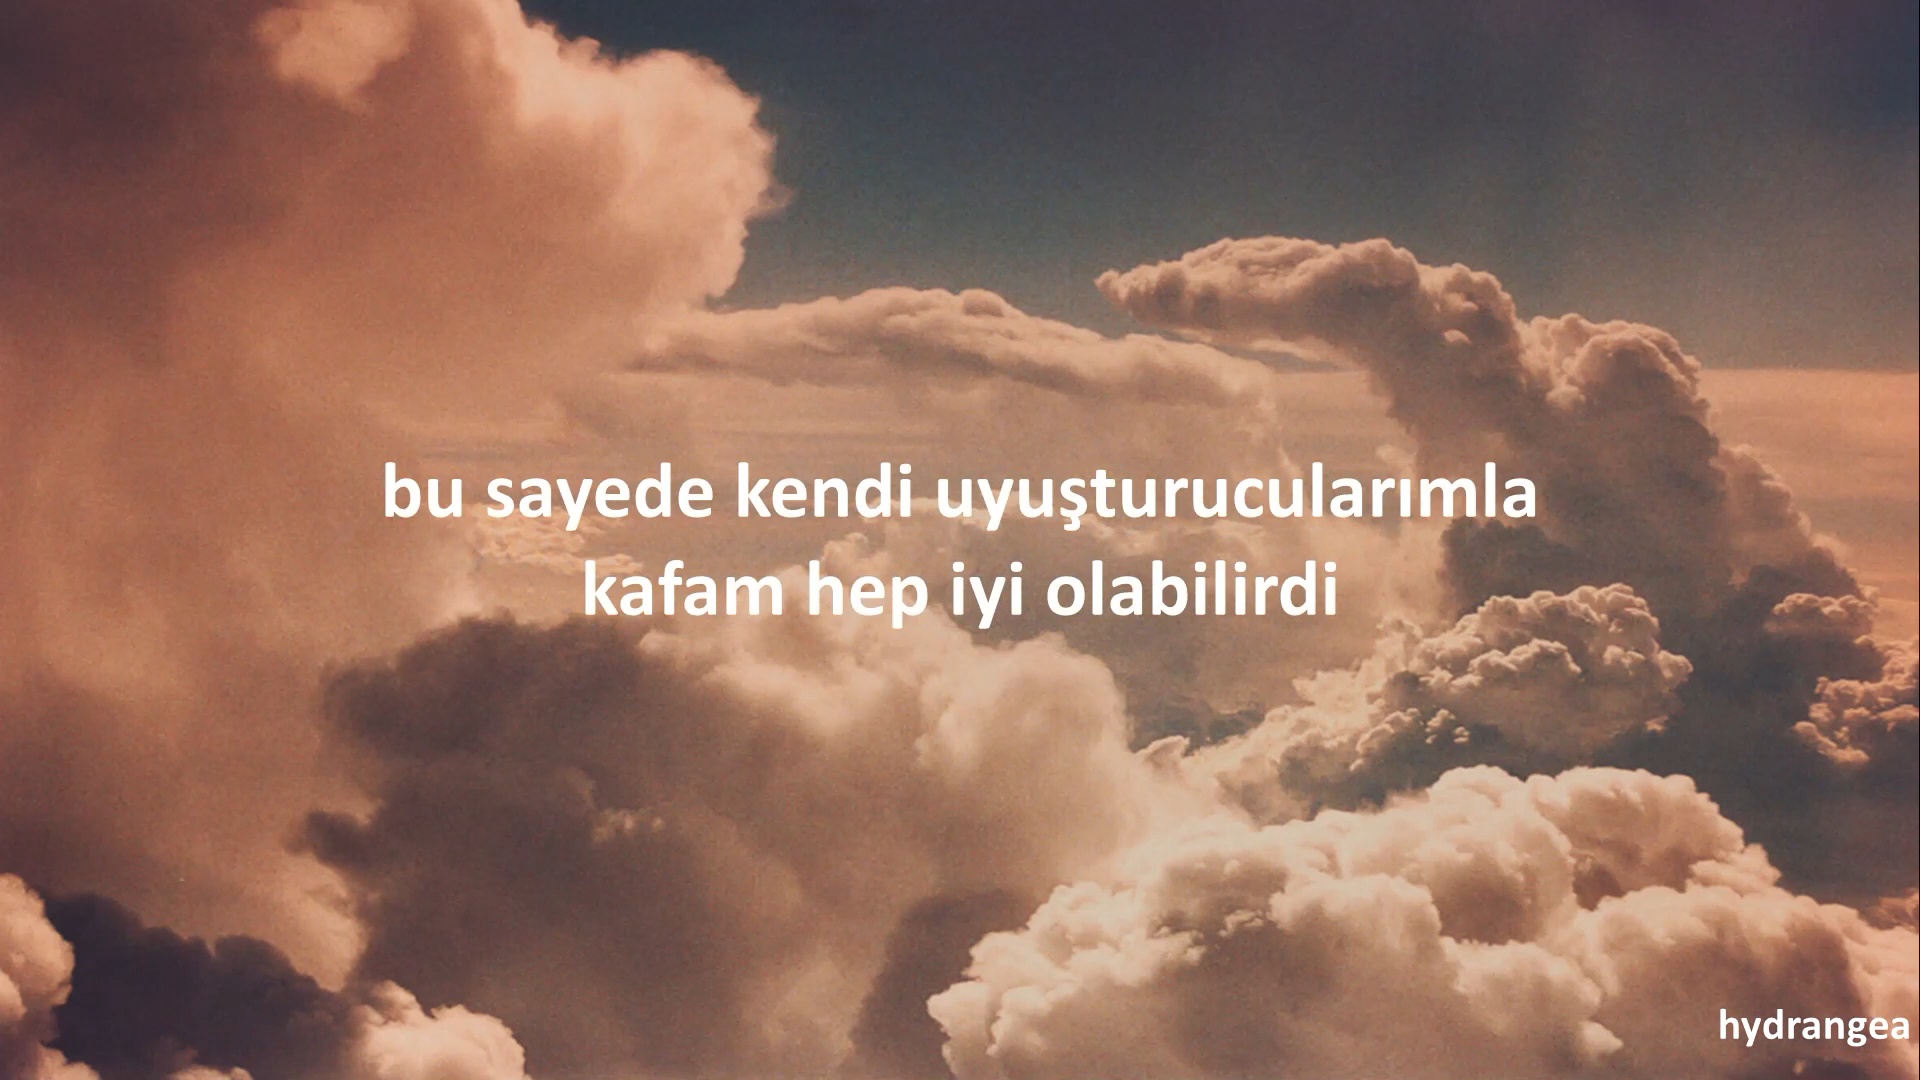 bu sayede kendi uyuşturucularımla
kafam hep iyi olabilirdi
hydrangea